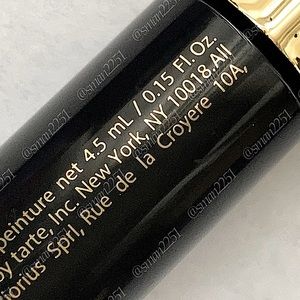 peinture net 4.5 mL / 0.15 Fl.Oz.
by tarte, Inc. New York, NY 10018.All
Sprl, Rue de la Croyere 10A,
@smm2251